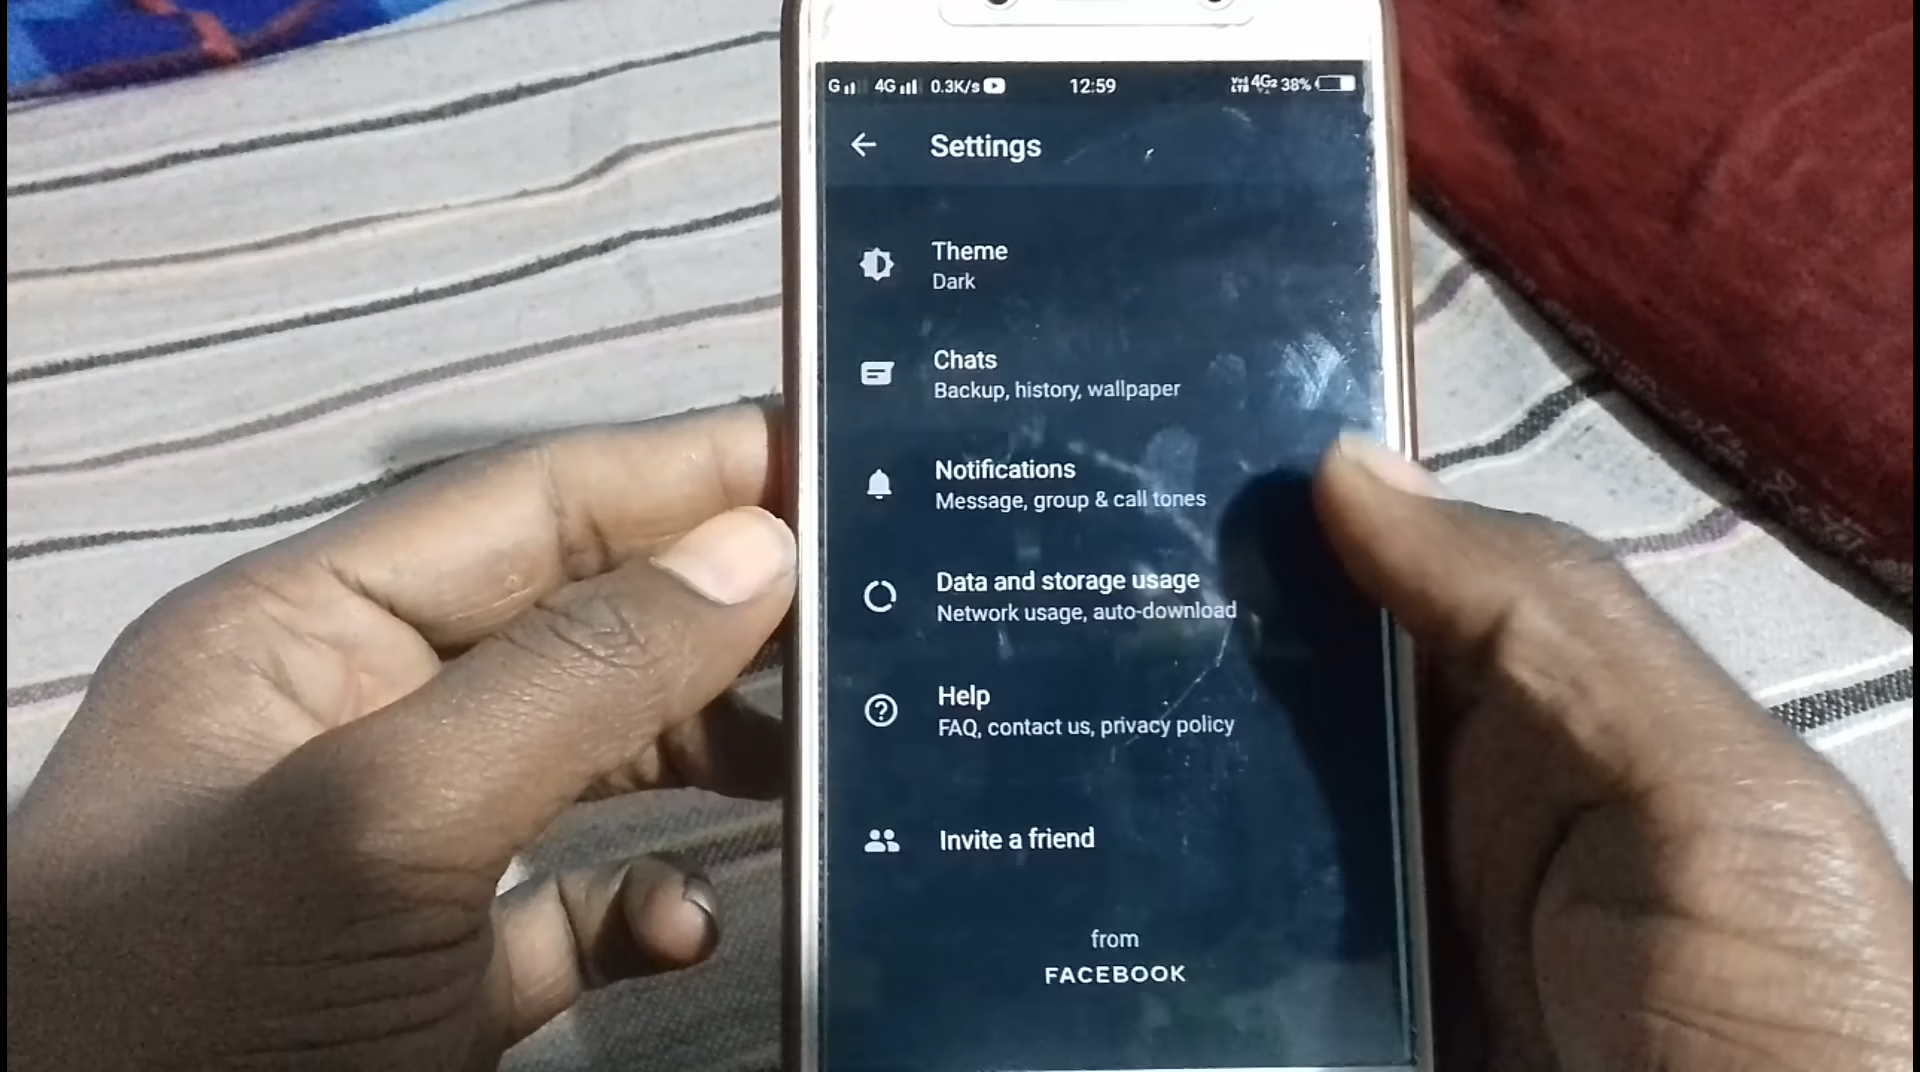 G 4G 0.3K/s 12:59 4G 38%
Settings
Theme
Dark
Chats
Backup, history, wallpaper
Notifications
Message, group & call tones
Data and storage usage
Network usage, auto-download
Help
FAQ, contact us, privacy policy
Invite a friend
from
FACEBOOK